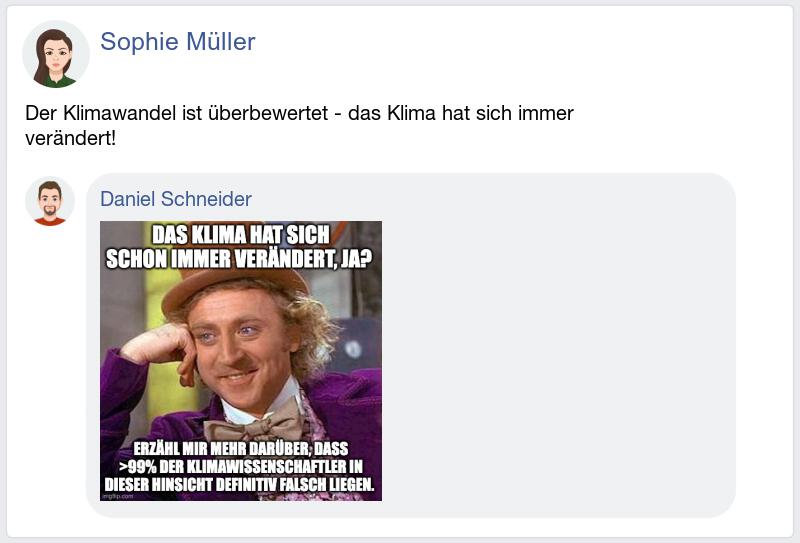 Sophie Müller
Der Klimawandel ist überbewertet - das Klima hat sich immer
verändert!
Daniel Schneider
DAS KLIMA HAT SICH
SCHON IMMER VERÄNDERT, JA?
ERZÄHL MIR MEHR DARÜBER, DASS
>99% DER KLIMAWISSENSCHAFTLER IN
DIESER HINSICHT DEFINITIV FALSCH LIEGEN.
imgflip.com